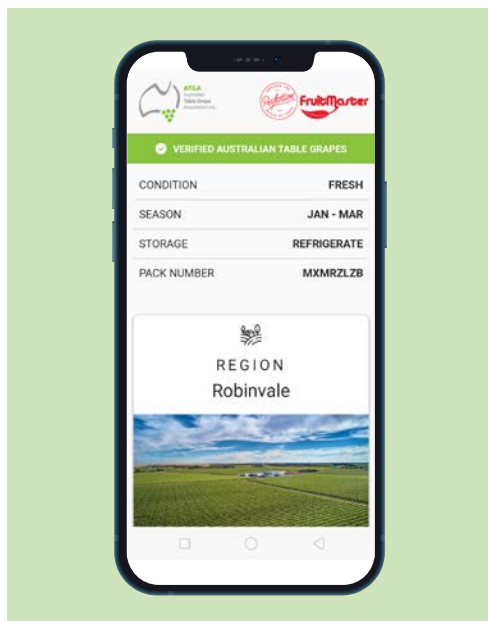 ATGA
Australian
Table Grape
Association Inc.
Perfection
FruitMaster
VERIFIED AUSTRALIAN TABLE GRAPES
CONDITION FRESH
SEASON JAN - MAR
STORAGE REFRIGERATE
PACK NUMBER MXMRZLZB
REGION
Robinvale